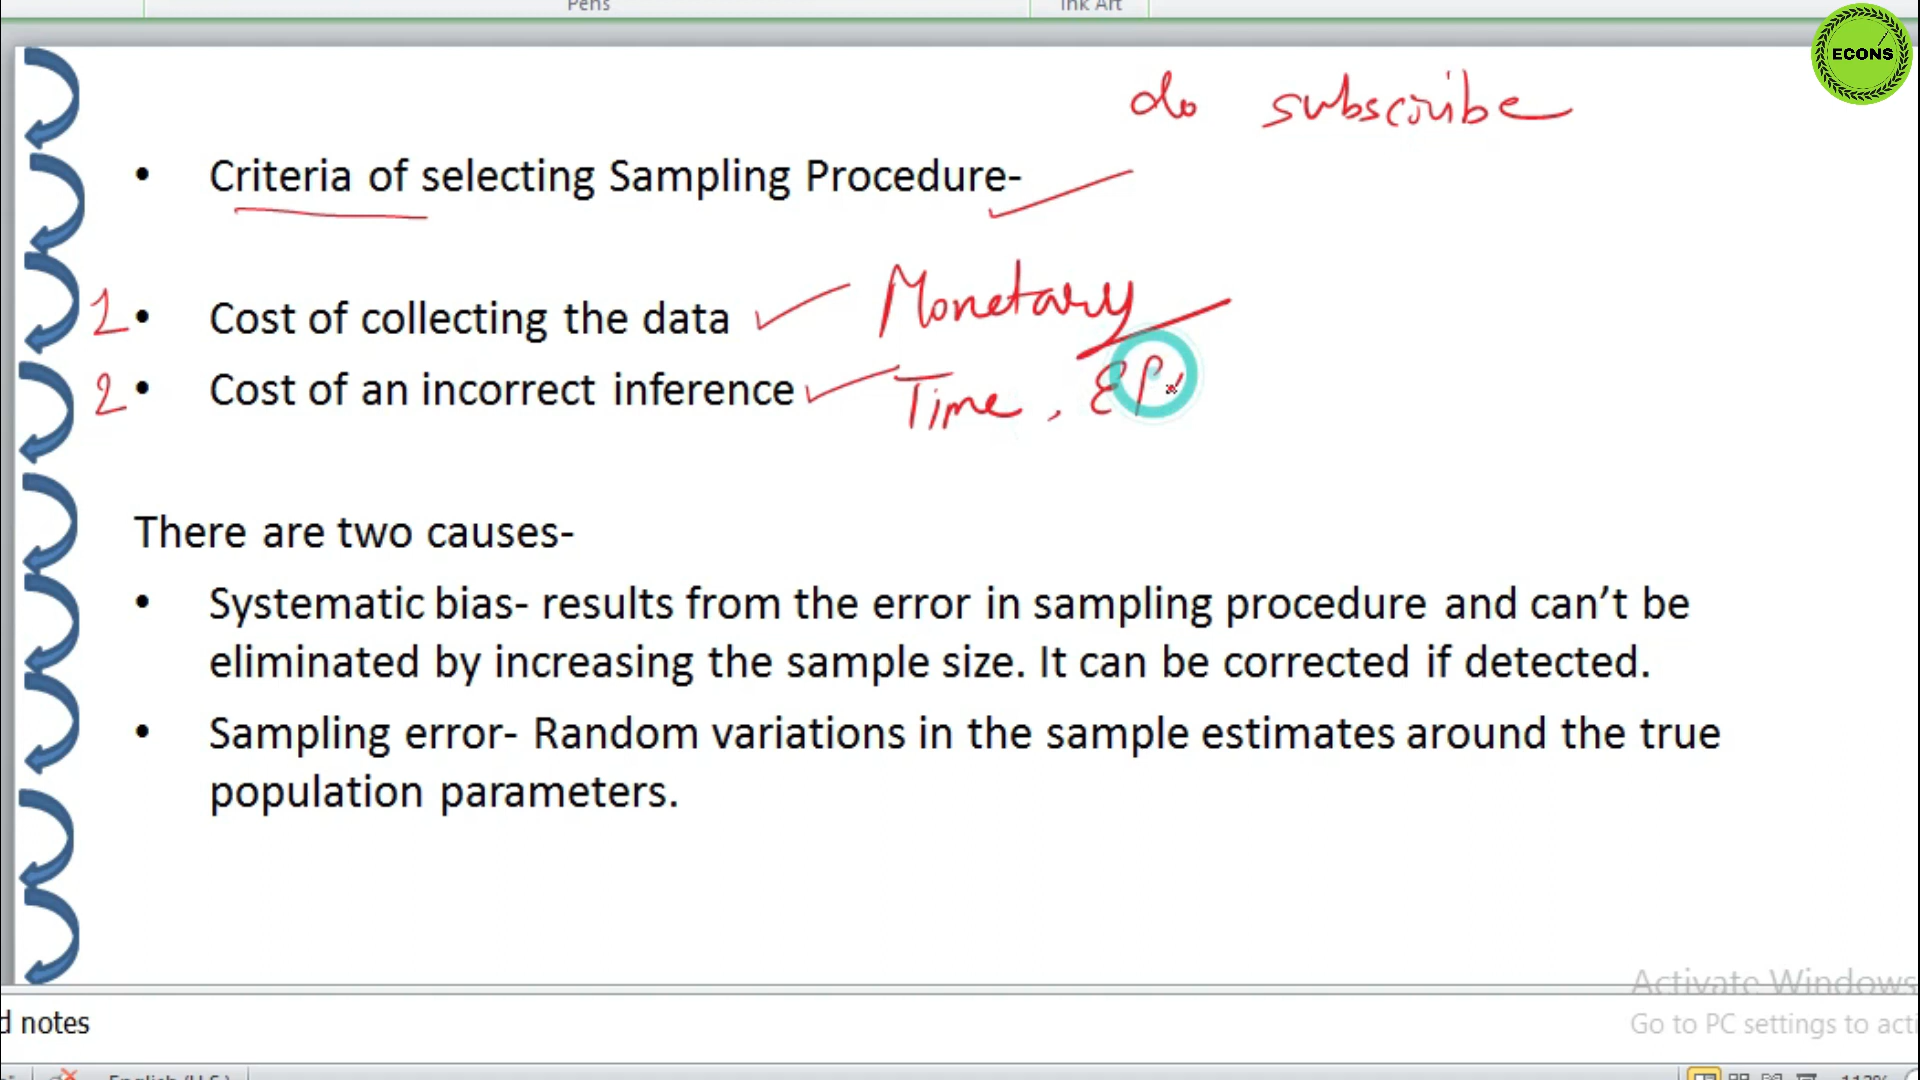 Pens Ink Art
ECONS
do subscribe
• Criteria of selecting Sampling Procedure-
1 • Cost of collecting the data Monetary
2 • Cost of an incorrect inference Time,
There are two causes-
• Systematic bias- results from the error in sampling procedure and can't be
eliminated by increasing the sample size. It can be corrected if detected.
• Sampling error- Random variations in the sample estimates around the true
population parameters.
Activate Windows
Go to PC settings to acti
d notes
English (U.S.)